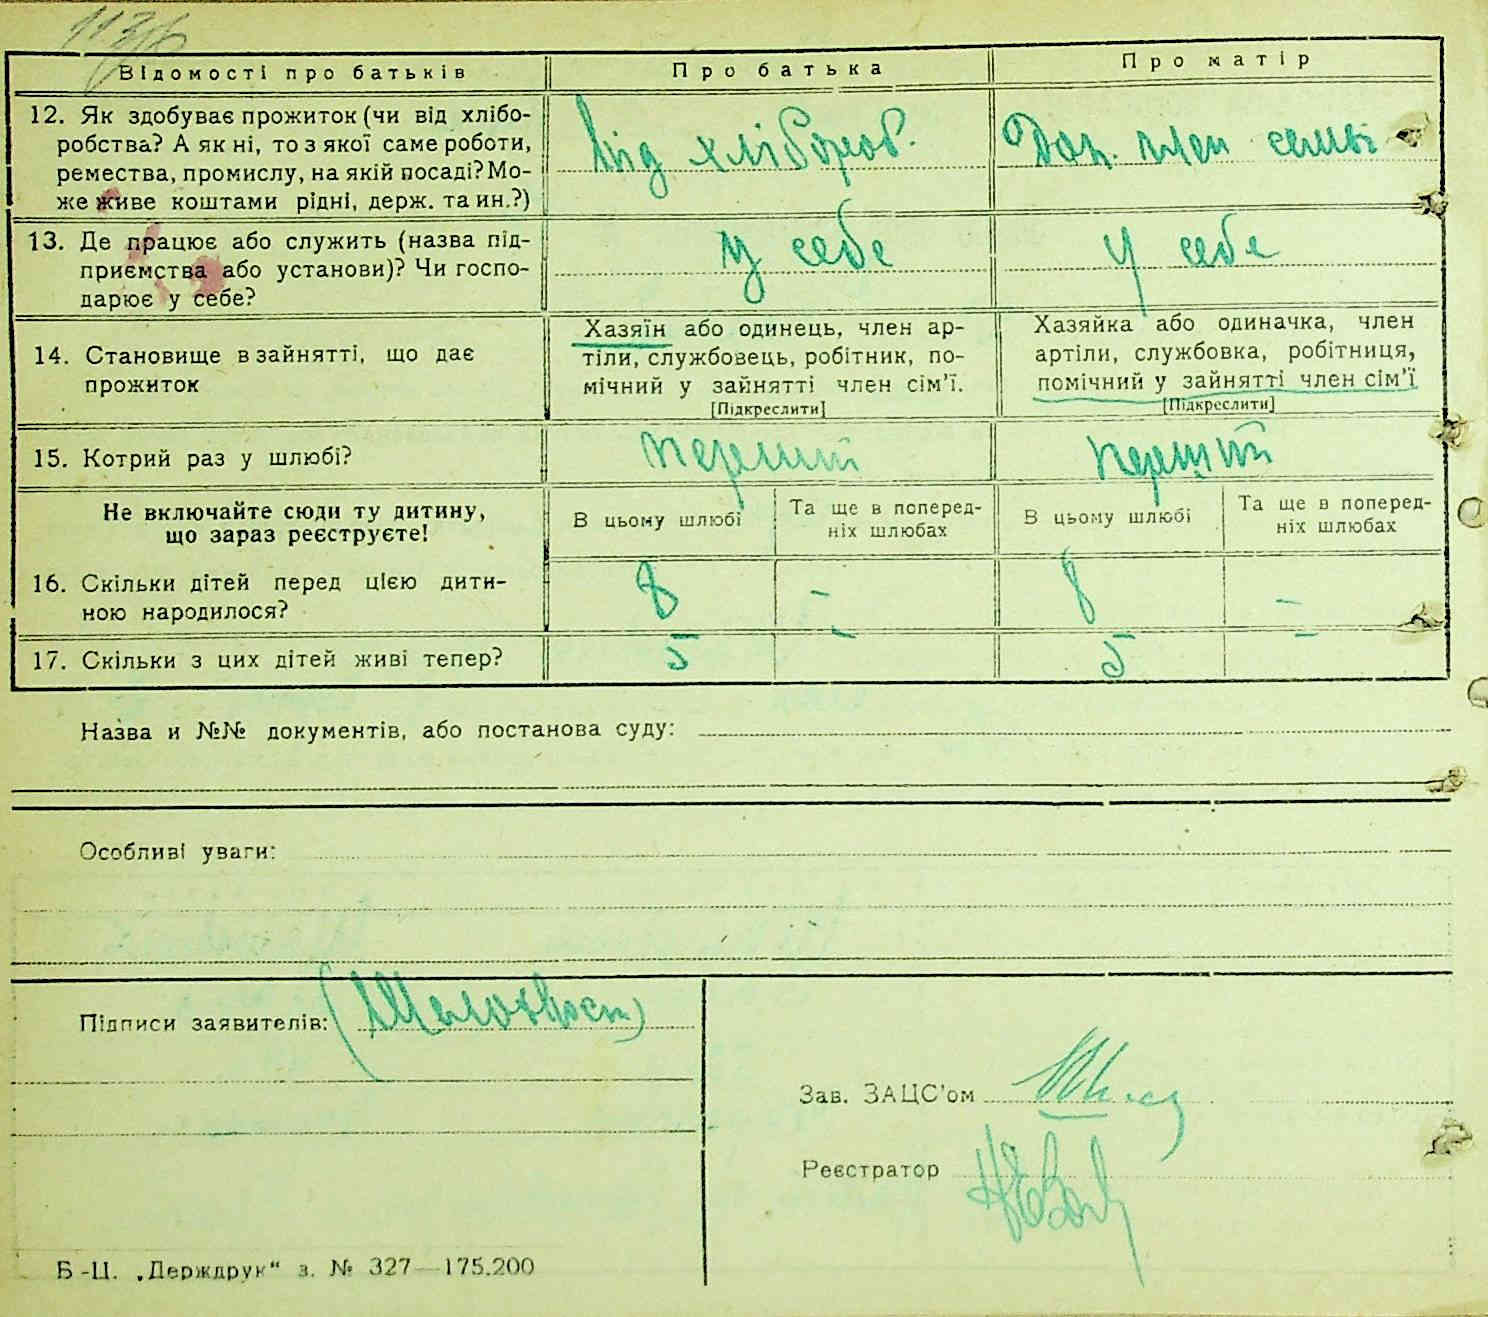 Відомості про батьків
Про батька
Про матір
12. Як здобуває прожиток (чи від хлібо-
робства? А як ні, то з якої саме роботи,
ремества, промислу, на якій посаді? Мо-
же живе коштами рідні, держ. та ин.?)
від хлібороб.
Доп. член семьі
13. Де працює або служить (назва під-
приємства або установи)? Чи госпо-
дарює у себе?
у себе
у себе
14. Становище в зайнятті, що дає
прожиток
Хазяїн або одинець, член ар-
тіли, службовець, робітник, по-
мічний у зайнятті член сім'ї.
[Підкреслити]
Хазяйка або одиначка, член
артіли, службовка, робітниця,
помічний у зайнятті член сім'ї
[Підкреслити]
15. Котрий раз у шлюбі?
перший
перший
Не включайте сюди ту дитину,
що зараз реєструєте!
В цьому шлюбі
Та ще в поперед-
ніх шлюбах
В цьому шлюбі
Та ще в поперед-
ніх шлюбах
16. Скільки дітей перед цією дити-
ною народилося?
8
-
8
-
17. Скільки з цих дітей живі тепер?
5
-
5
-
Назва и №№ документів, або постанова суду:
Особливі уваги:
Підписи заявителів:
Зав. ЗАЦС'ом
Реєстратор
Б-Ц. „Держдрук“ з. № 327—175.200